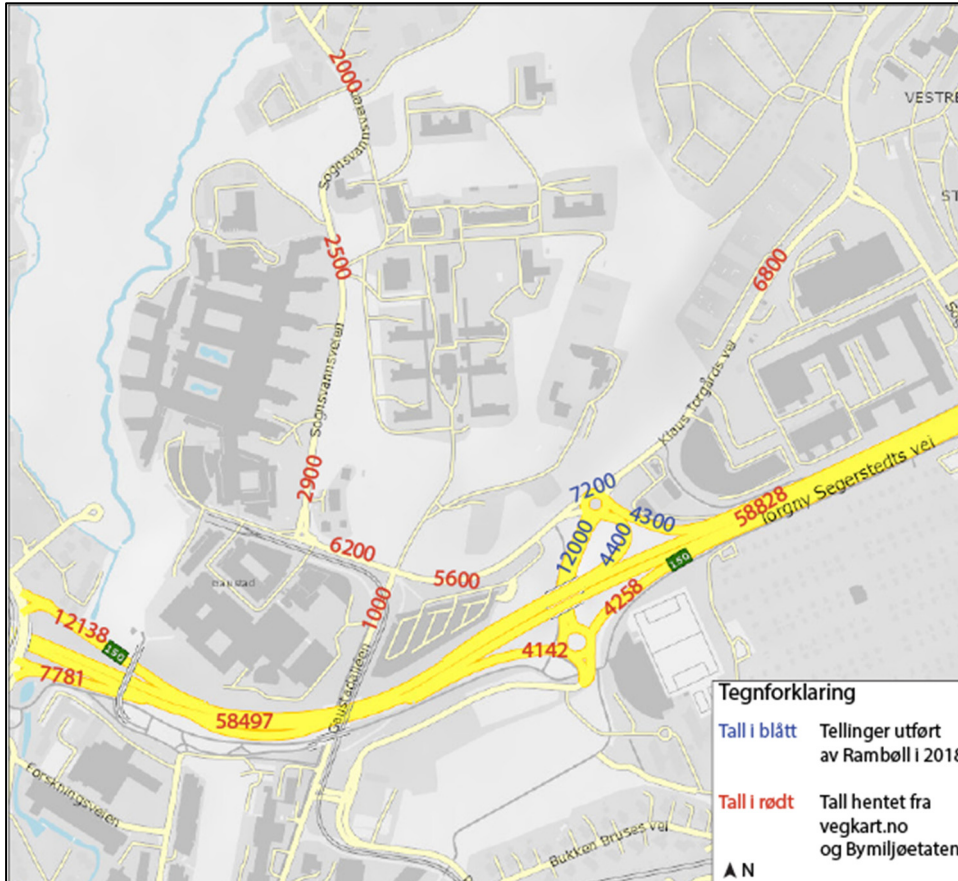 2000
VESTRE
Sognsvannsveien
ST
2500
6800
Sognsvannsveien
Klaus Torgårds vei
2900
7200
4300
58828
Torgny Segerstedts vei
6200
12000
4400
150
5600
Gaustad
1000
4258
12138
150
4142
7781
58497
Gaustadalléen
Forskningsveien
Bukken Bruses vei
Tegnforklaring
Tall i blått Tellinger utført
av Rambøll i 2018
Tall i rødt Tall hentet fra
vegkart.no
og Bymiljøetaten
N